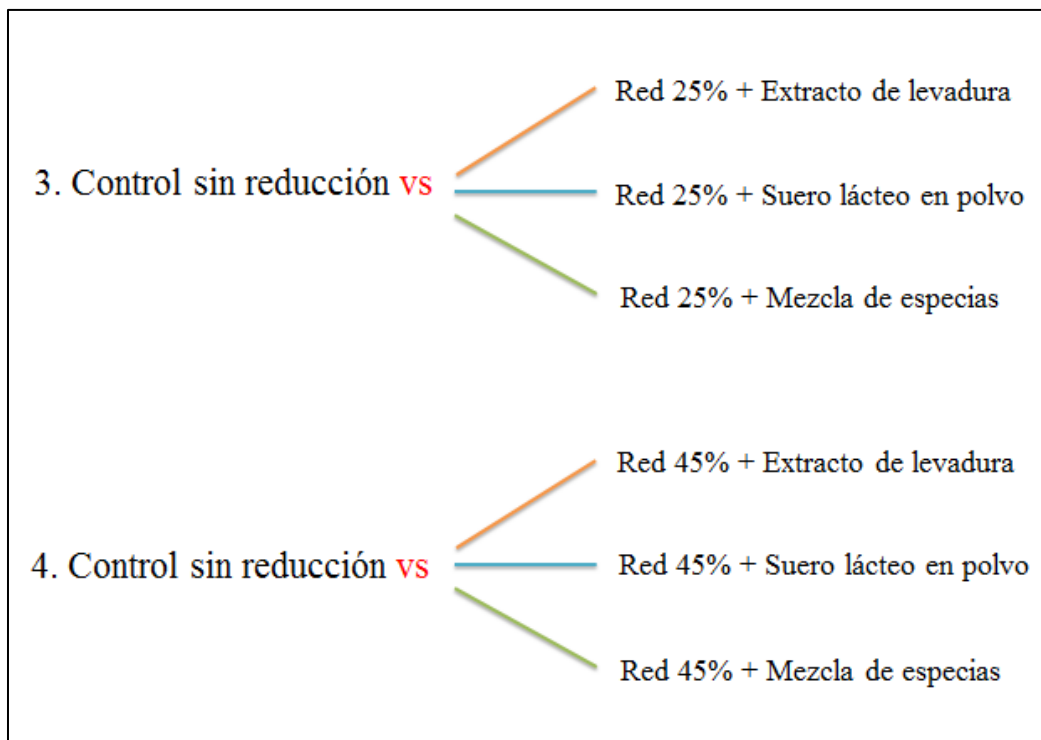 Red 25% + Extracto de levadura
3. Control sin reducción vs
Red 25% + Suero lácteo en polvo
Red 25% + Mezcla de especias
Red 45% + Extracto de levadura
4. Control sin reducción vs
Red 45% + Suero lácteo en polvo
Red 45% + Mezcla de especias